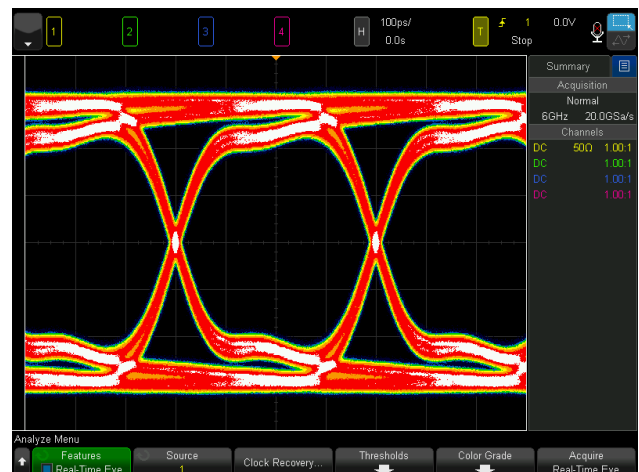 1 2 3 4 H 100ps/ 0.0s T 1 0.0V Stop
Summary
Acquisition
Normal
6GHz 20.0GSa/s
Channels
DC 50Ω 1.00:1
DC 1.00:1
DC 1.00:1
DC 1.00:1
Analyze Menu
Features Source Clock Recovery... Thresholds Color Grade Acquire
Real-Time Eye 1 Real-Time Eye